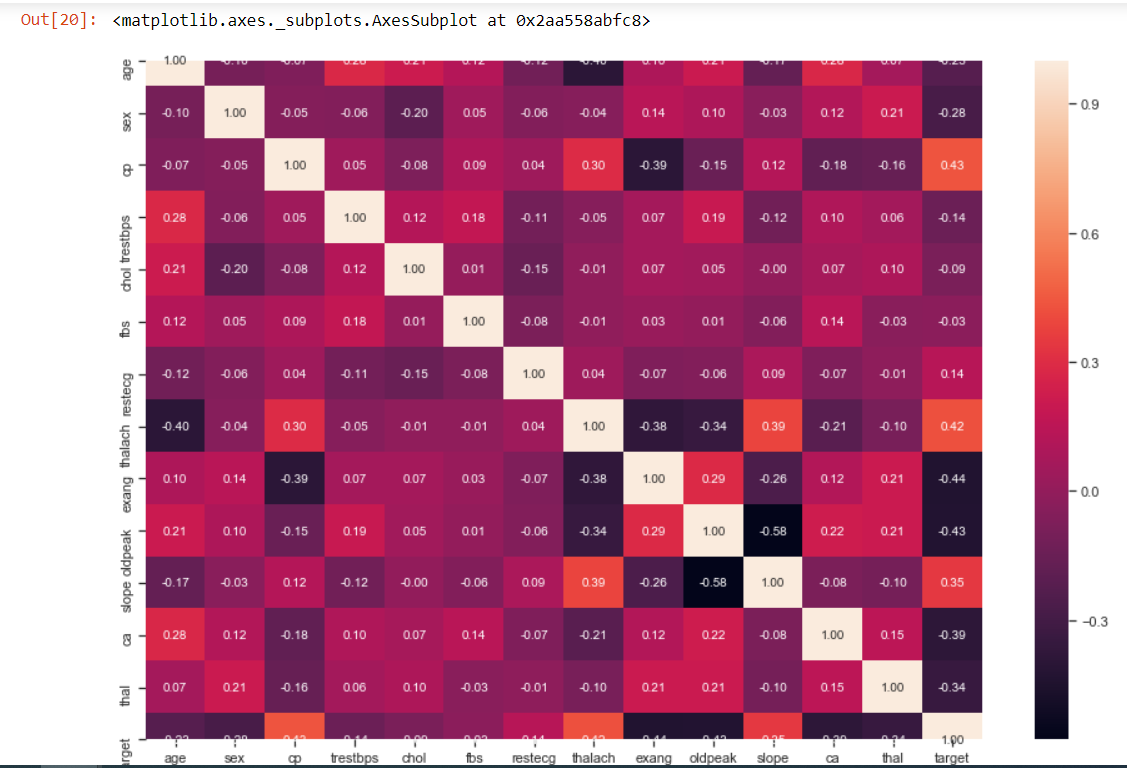 Out[20]: <matplotlib.axes._subplots.AxesSubplot at 0x2aa558abfc8>
age 1.00
sex -0.10 1.00 -0.05 -0.06 -0.20 0.05 -0.06 -0.04 0.14 0.10 -0.03 0.12 0.21 -0.28
cp -0.07 -0.05 1.00 0.05 -0.08 0.09 0.04 0.30 -0.39 -0.15 0.12 -0.18 -0.16 0.43
trestbps 0.28 -0.06 0.05 1.00 0.12 0.18 -0.11 -0.05 0.07 0.19 -0.12 0.10 0.06 -0.14
chol 0.21 -0.20 -0.08 0.12 1.00 0.01 -0.15 -0.01 0.07 0.05 -0.00 0.07 0.10 -0.09
fbs 0.12 0.05 0.09 0.18 0.01 1.00 -0.08 -0.01 0.03 0.01 -0.06 0.14 -0.03 -0.03
restecg -0.12 -0.06 0.04 -0.11 -0.15 -0.08 1.00 0.04 -0.07 -0.06 0.09 -0.07 -0.01 0.14
thalach -0.40 -0.04 0.30 -0.05 -0.01 -0.01 0.04 1.00 -0.38 -0.34 0.39 -0.21 -0.10 0.42
exang 0.10 0.14 -0.39 0.07 0.07 0.03 -0.07 -0.38 1.00 0.29 -0.26 0.12 0.21 -0.44
oldpeak 0.21 0.10 -0.15 0.19 0.05 0.01 -0.06 -0.34 0.29 1.00 -0.58 0.22 0.21 -0.43
slope -0.17 -0.03 0.12 -0.12 -0.00 -0.06 0.09 0.39 -0.26 -0.58 1.00 -0.08 -0.10 0.35
ca 0.28 0.12 -0.18 0.10 0.07 0.14 -0.07 -0.21 0.12 0.22 -0.08 1.00 0.15 -0.39
thal 0.07 0.21 -0.16 0.06 0.10 -0.03 -0.01 -0.10 0.21 0.21 -0.10 0.15 1.00 -0.34
1.00
age sex cp trestbps chol fbs restecg thalach exang oldpeak slope ca thal target
0.9
0.6
0.3
0.0
-0.3